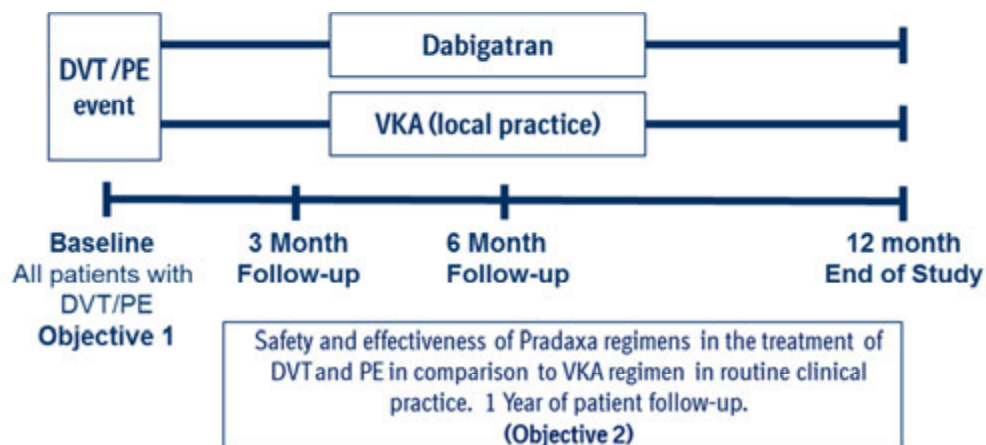 DVT/PE
event
Dabigatran
VKA (local practice)
Baseline
All patients with
DVT/PE
Objective 1
3 Month
Follow-up
6 Month
Follow-up
12 month
End of Study
Safety and effectiveness of Pradaxa regimens in the treatment of
DVT and PE in comparison to VKA regimen in routine clinical
practice. 1 Year of patient follow-up.
(Objective 2)